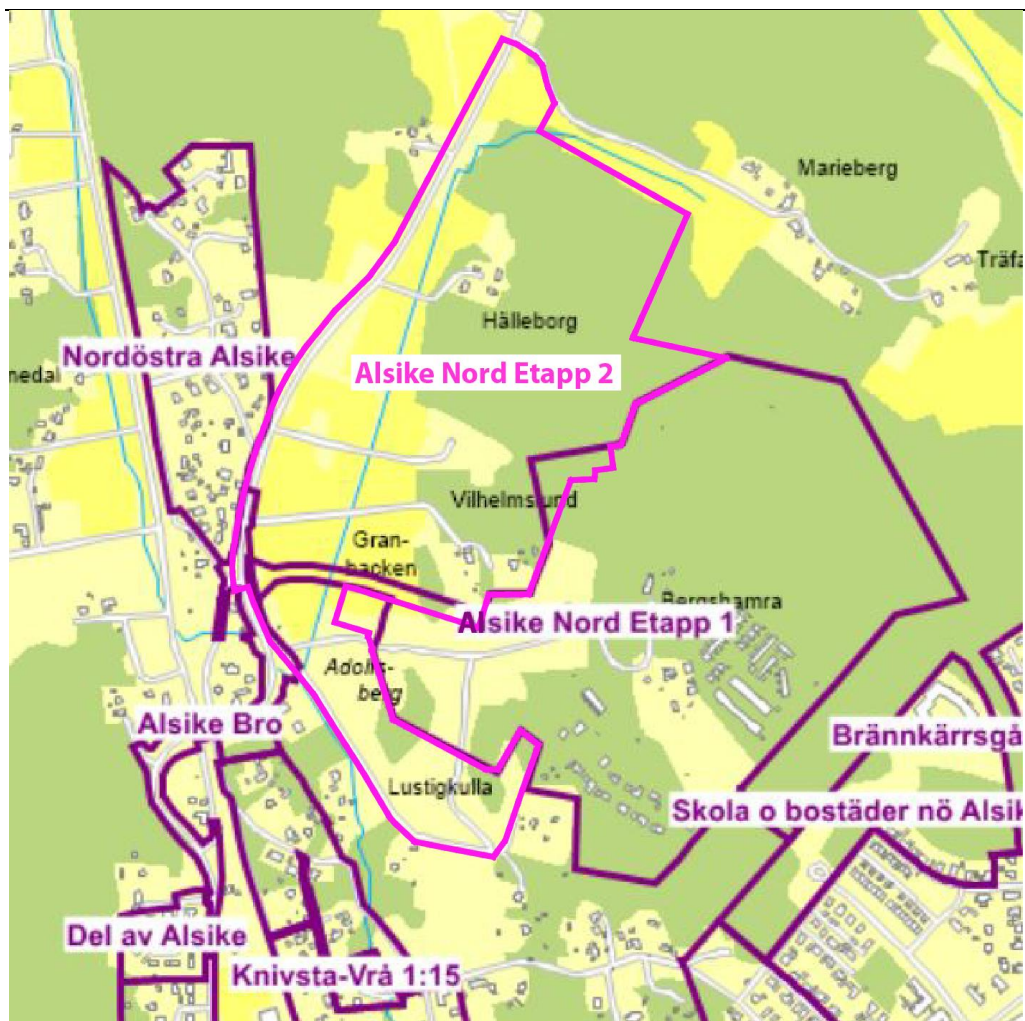 Marieberg
Träfa
Hälleborg
Nordöstra Alsike
nedal
Alsike Nord Etapp 2
Vilhelmslund
Gran-
backen
Bergshamra
Alsike Nord Etapp 1
Adolfs-
berg
Alsike Bro
Brännkärrsgå
Lustigkulla
Skola o bostäder nö Alsik
Del av Alsike
Knivsta-Vrå 1:15